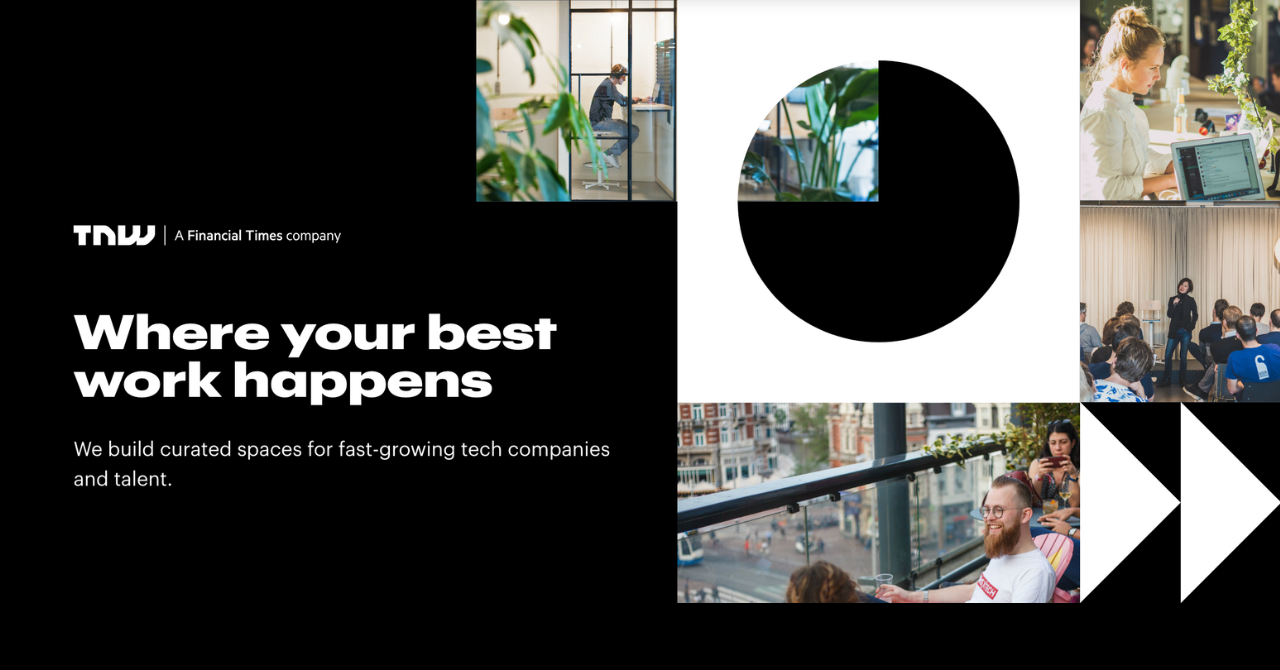 TNW | A Financial Times company
Where your best
work happens
We build curated spaces for fast-growing tech companies
and talent.